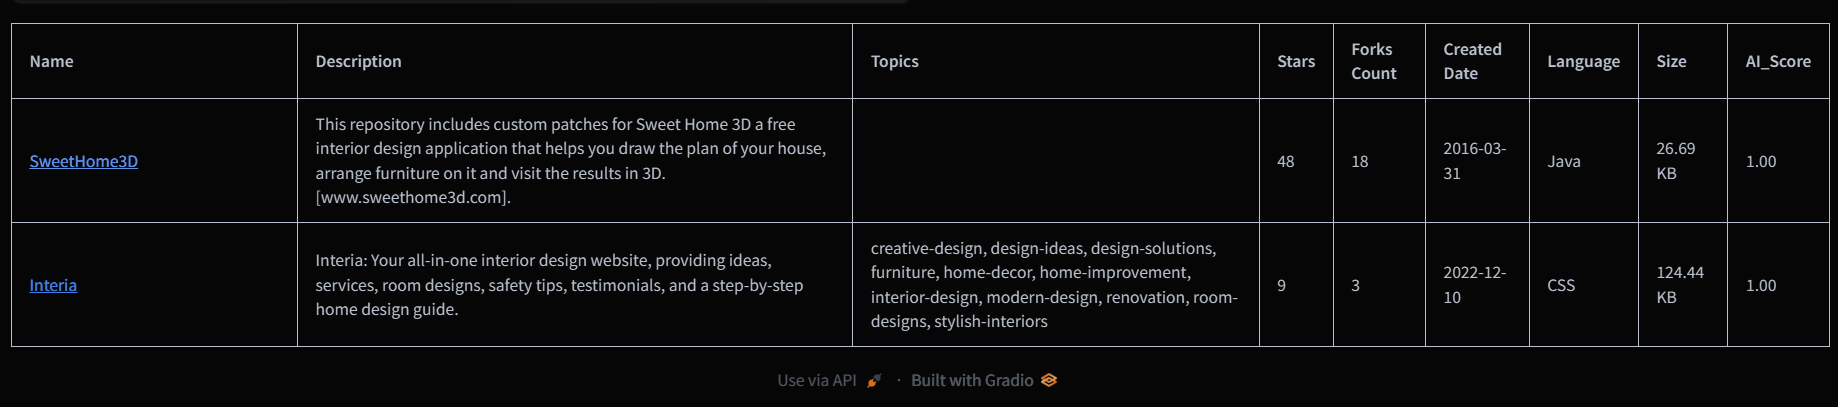 Name Description Topics Stars Forks Count Created Date Language Size AI_Score
SweetHome3D
This repository includes custom patches for Sweet Home 3D a free
interior design application that helps you draw the plan of your house,
arrange furniture on it and visit the results in 3D.
[www.sweethome3d.com].
48
18
2016-03-
31
Java
26.69
KB
1.00
Interia
Interia: Your all-in-one interior design website, providing ideas,
services, room designs, safety tips, testimonials, and a step-by-step
home design guide.
creative-design, design-ideas, design-solutions,
furniture, home-decor, home-improvement,
interior-design, modern-design, renovation, room-
designs, stylish-interiors
9
3
2022-12-
10
CSS
124.44
KB
1.00
Use via API · Built with Gradio